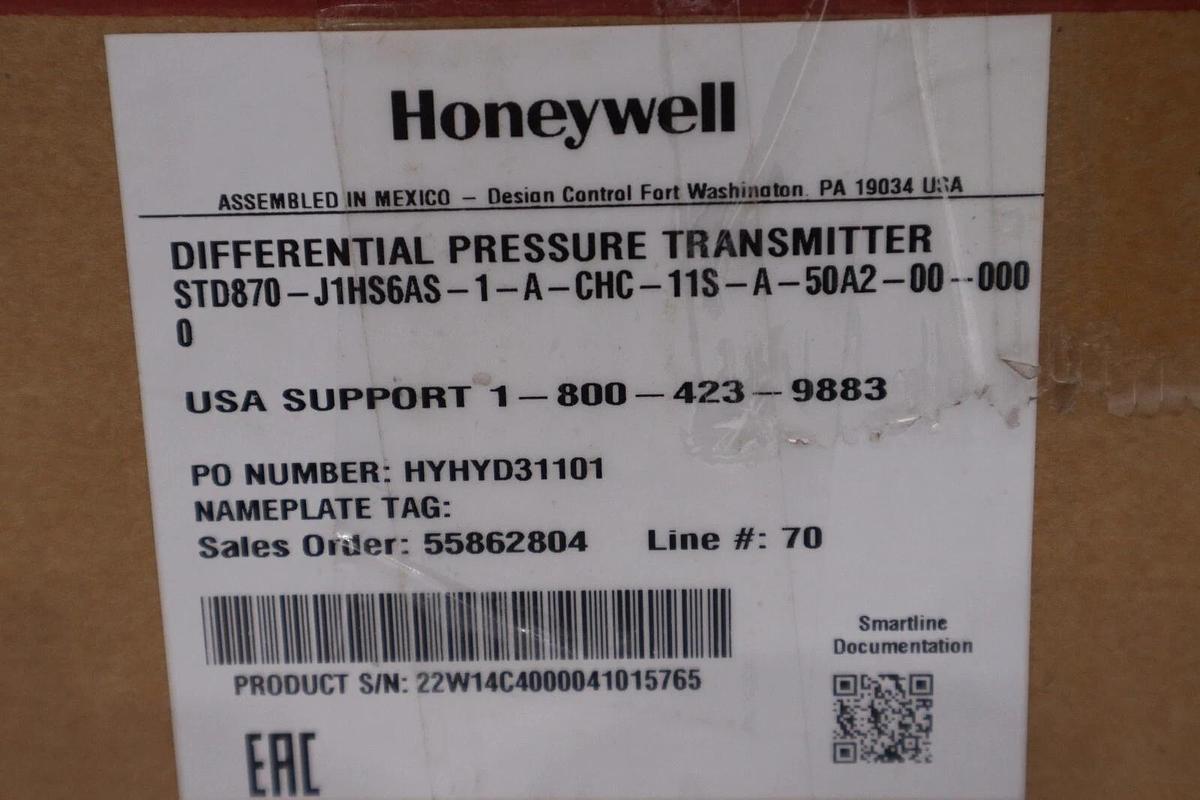 Honeywell
ASSEMBLED IN MEXICO – Design Control Fort Washington, PA 19034 USA
DIFFERENTIAL PRESSURE TRANSMITTER
STD870-J1HS6AS-1-A-CHC-11S-A-50A2-00-000
0
USA SUPPORT 1-800-423-9883
PO NUMBER: HYHYD31101
NAMEPLATE TAG:
Sales Order: 55862804 Line #: 70
PRODUCT S/N: 22W14C4000041015765
Smartline
Documentation
EAC